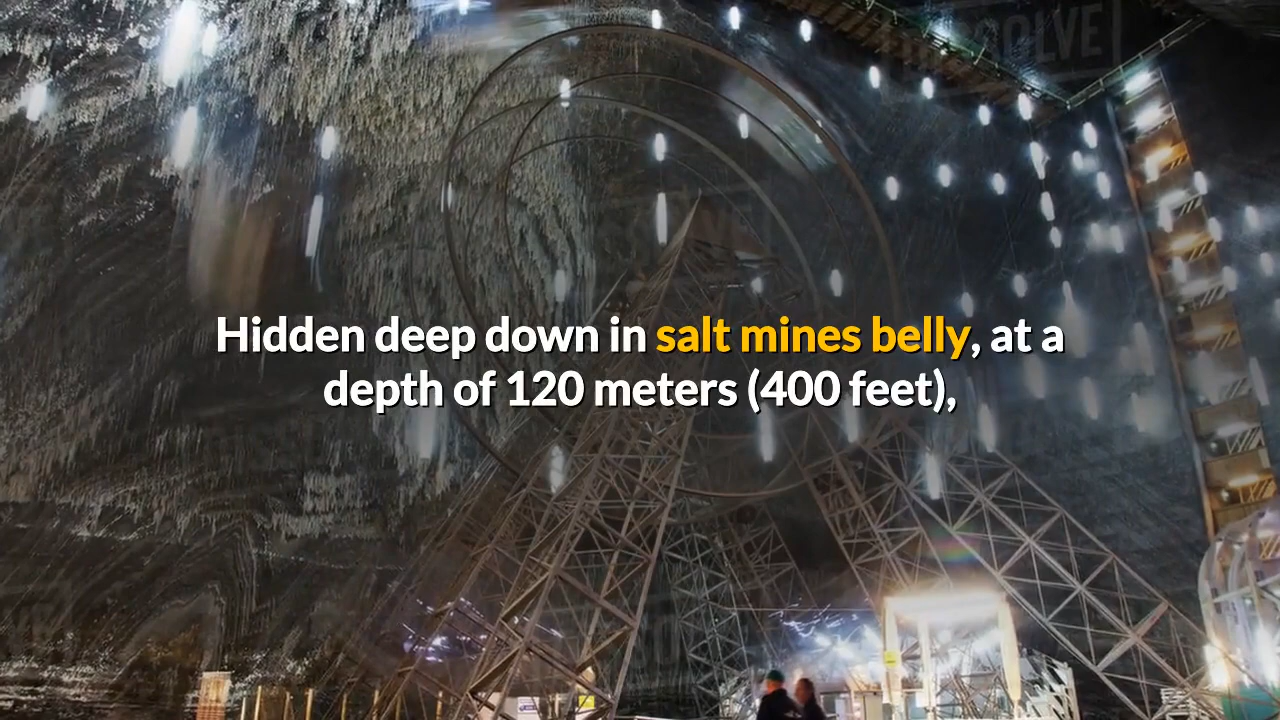 Hidden deep down in salt mines belly, at a
depth of 120 meters (400 feet),